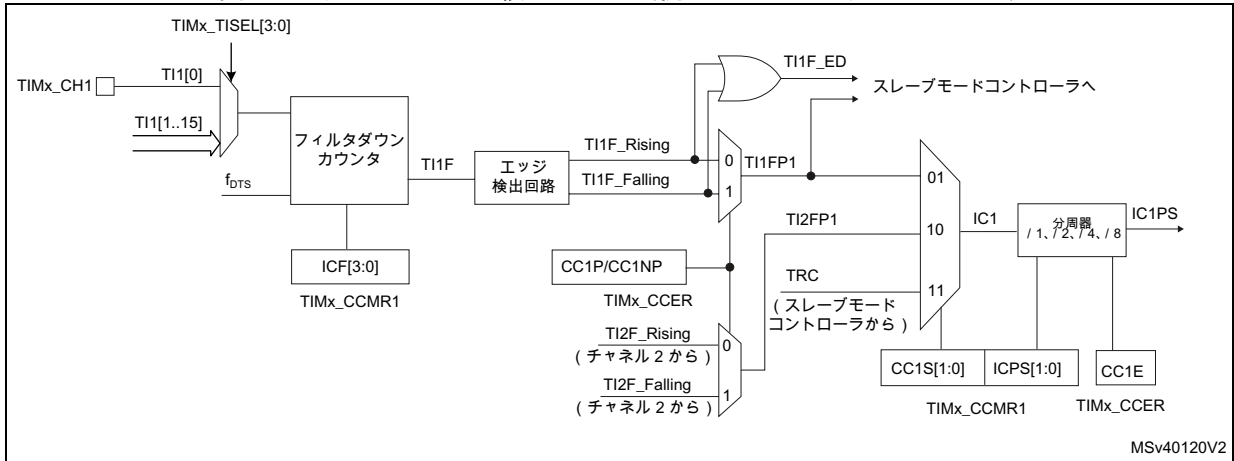 TIMx_TISEL[3:0]
TIMx_CH1
TI1[0]
TI1[1..15]
fDTS
フィルタダウン
カウンタ
ICF[3:0]
TIMx_CCMR1
TI1F
エッジ
検出回路
TI1F_Rising
TI1F_Falling
TI1F_ED
スレーブモードコントローラへ
0
1
TI1FP1
TI2FP1
CC1P/CC1NP
TIMx_CCER
TI2F_Rising
(チャネル 2 から)
TI2F_Falling
(チャネル 2 から)
0
1
TRC
(スレーブモード
コントローラから)
01
10
11
IC1
分周器
/ 1、/ 2、/ 4、/ 8
IC1PS
CC1S[1:0]
ICPS[1:0]
TIMx_CCMR1
CC1E
TIMx_CCER
MSv40120V2